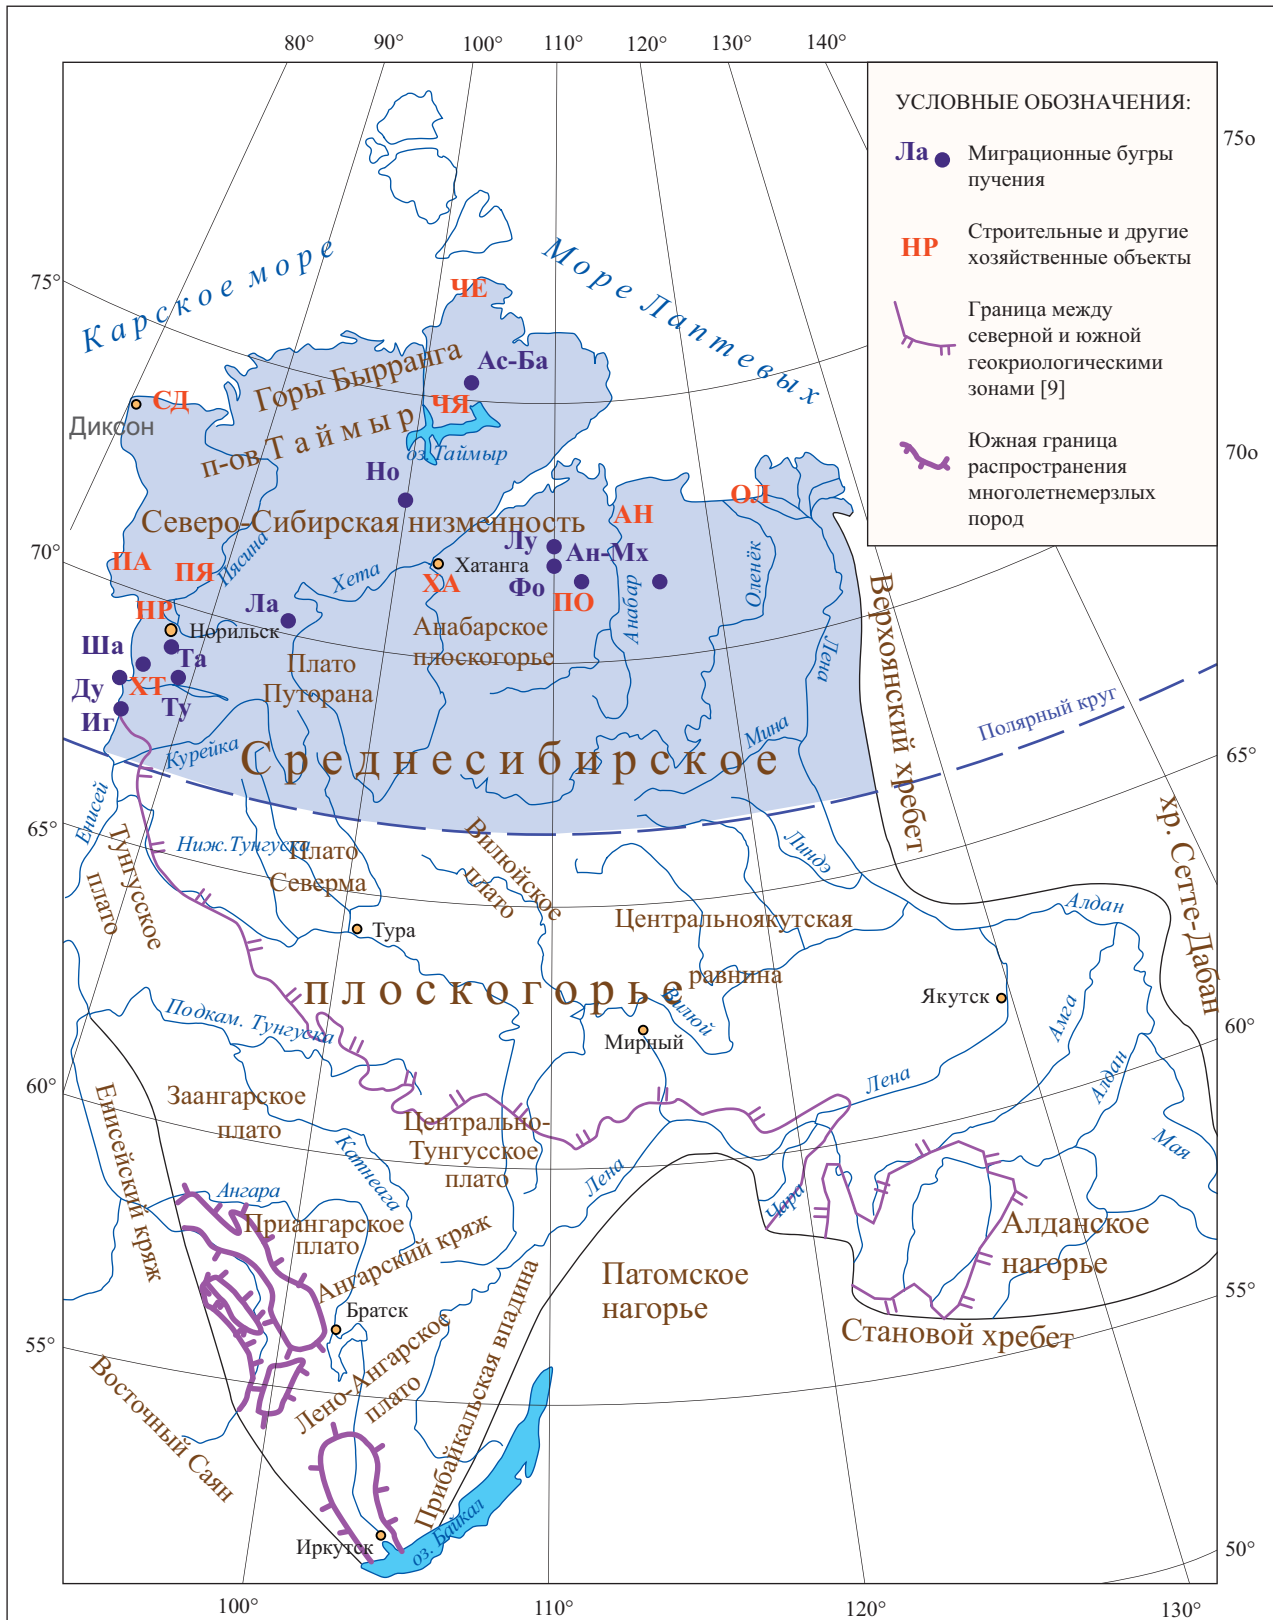 80°
90°
100°
110°
120°
130°
140°
УСЛОВНЫЕ ОБОЗНАЧЕНИЯ:
Ла
Миграционные бугры
пучения
НР
Строительные и другие
хозяйственные объекты
Граница между
северной и южной
геокриологическими
зонами [9]
Южная граница
распространения
многолетнемерзлых
пород
75о
70о
65°
60°
55°
50°
75°
70°
65°
60°
55°
Карское море
Море Лаптевых
ЧЕ
Ас-Ба
Горы Бырранга
СД
Диксон
ЧЯ
п-ов Таймыр
оз.Таймыр
Но
ОЛ
АН
Северо-Сибирская низменность
Лу
Ан-Мх
ПА
ПЯ
Пясина
Хета
Хатанга
ХА
Фо
ПО
Анабар
Оленёк
Лена
НР
Норильск
Ла
Анабарское
плоскогорье
Ша
Та
Плато
Путорана
Ду
ХТ
Ту
Иг
Верхоянский хребет
Полярный круг
Курейка
Мина
Среднесибирское
Енисей
Тунгусское
плато
Ниж.Тунгуска
Плато
Северма
Вилюйское
плато
Линдэ
хр. Сетте-Дабан
Центральноякутская
равнина
Алдан
Тура
плоскогорье
Якутск
Подкам. Тунгуска
Вилюй
Мирный
Амга
Алдан
Лена
Заангарское
плато
Енисейский кряж
Центрально-
Тунгусское
плато
Катнеага
Лена
Мая
Ангара
Чара
Приангарское
плато
Ангарский кряж
Алданское
нагорье
Патомское
нагорье
Братск
Становой хребет
Восточный Саян
Лено-Ангарское
плато
Прибайкальская впадина
Иркутск
оз. Байкал
100°
110°
120°
130°